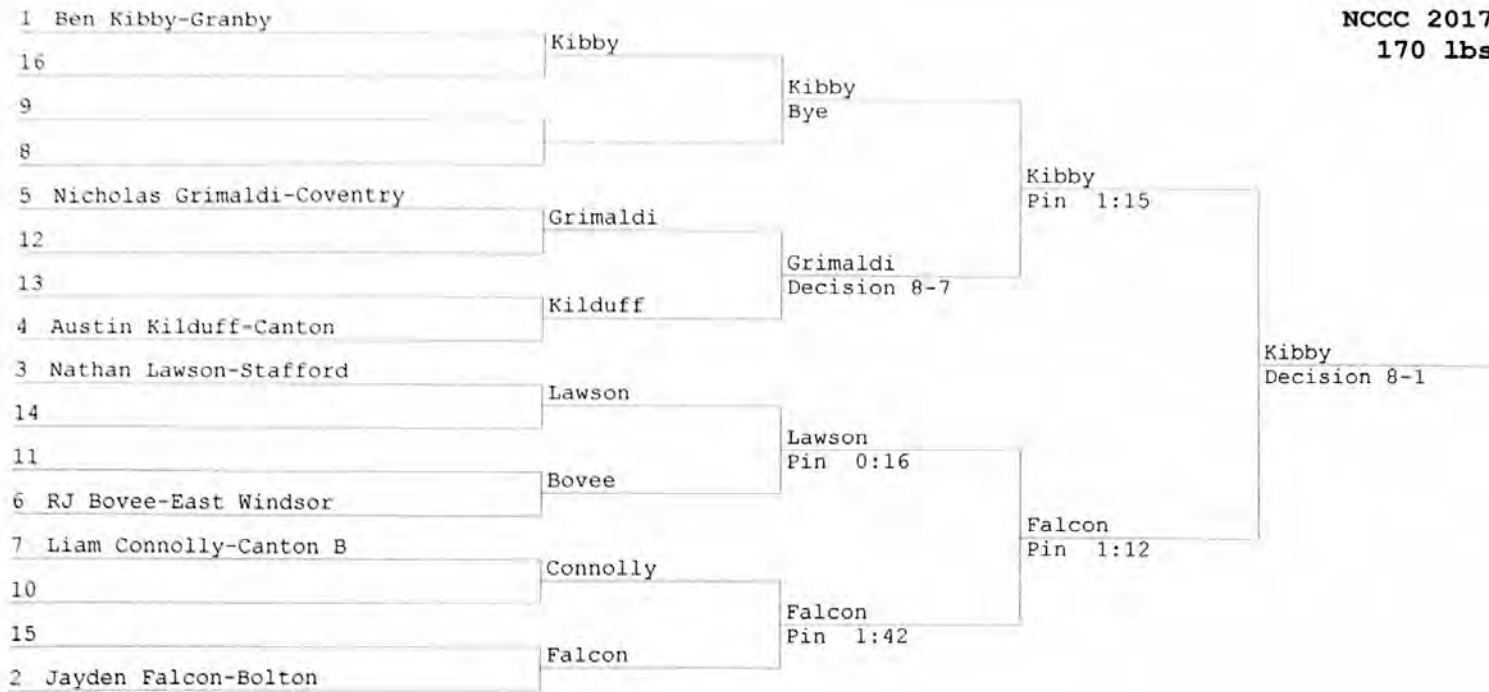 NCCC 2017
170 lbs
1 Ben Kibby-Granby
Kibby
16
Kibby
Bye
9
8
Kibby
Pin 1:15
5 Nicholas Grimaldi-Coventry
Grimaldi
12
Grimaldi
Decision 8-7
13
Kilduff
4 Austin Kilduff-Canton
Kibby
Decision 8-1
3 Nathan Lawson-Stafford
Lawson
14
Lawson
Pin 0:16
11
Bovee
6 RJ Bovee-East Windsor
Falcon
Pin 1:12
7 Liam Connolly-Canton B
Connolly
10
Falcon
Pin 1:42
15
Falcon
2 Jayden Falcon-Bolton